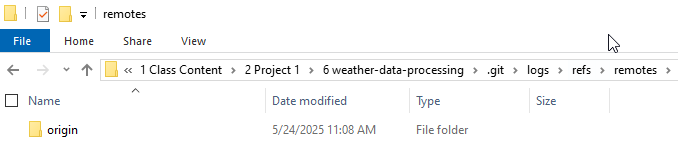 remotes
File Home Share View
« 1 Class Content > 2 Project 1 > 6 weather-data-processing > .git > logs > refs > remotes >
Name Date modified Type Size
origin 5/24/2025 11:08 AM File folder